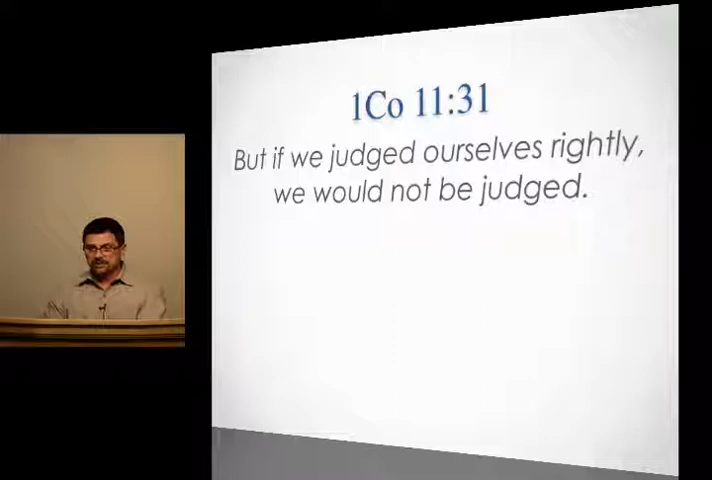 1Co 11:31
But if we judged ourselves rightly,
we would not be judged.